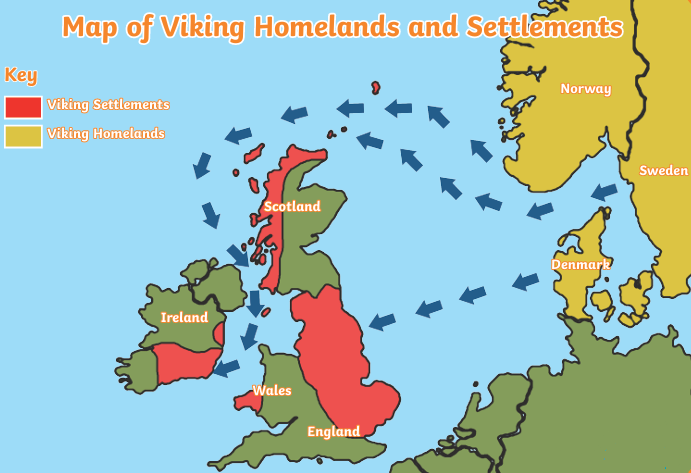 Map of Viking Homelands and Settlements
Key
Viking Settlements
Viking Homelands
Norway
Sweden
Scotland
Denmark
Ireland
Wales
England